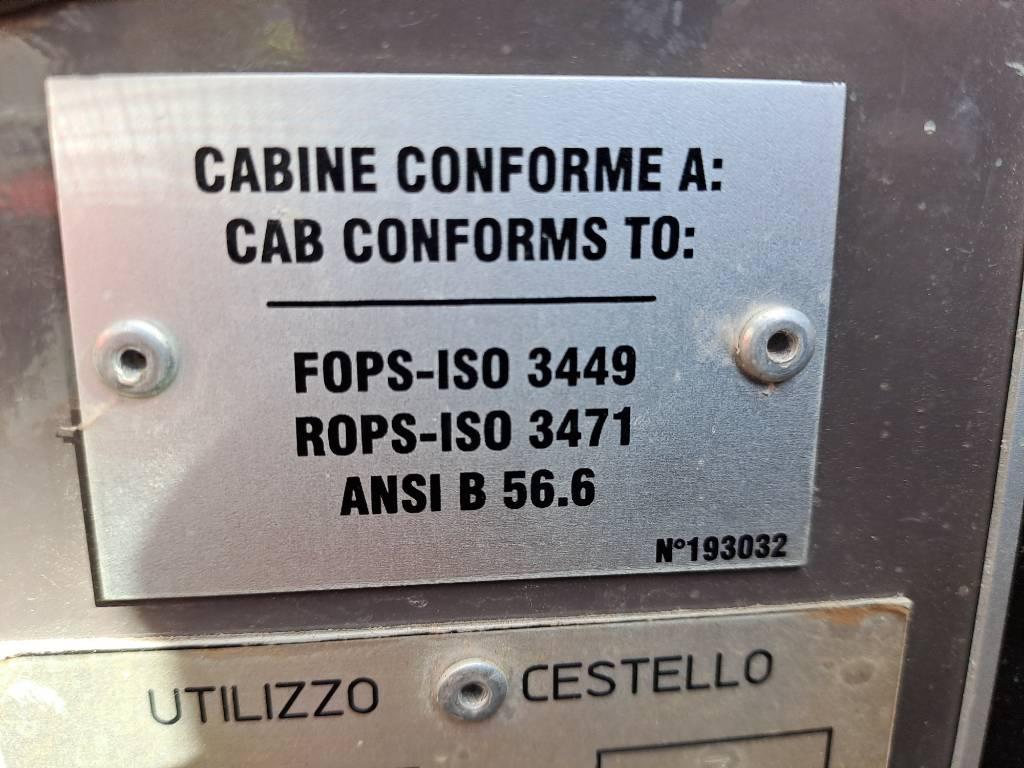 CABINE CONFORME A:
CAB CONFORMS TO:
FOPS-ISO 3449
ROPS-ISO 3471
ANSI B 56.6
N°193032
UTILIZZO CESTELLO